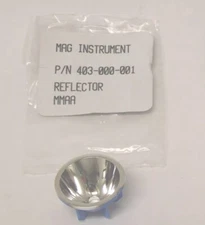 MAG INSTRUMENT
P/N 403-000-001
REFLECTOR
MMAA